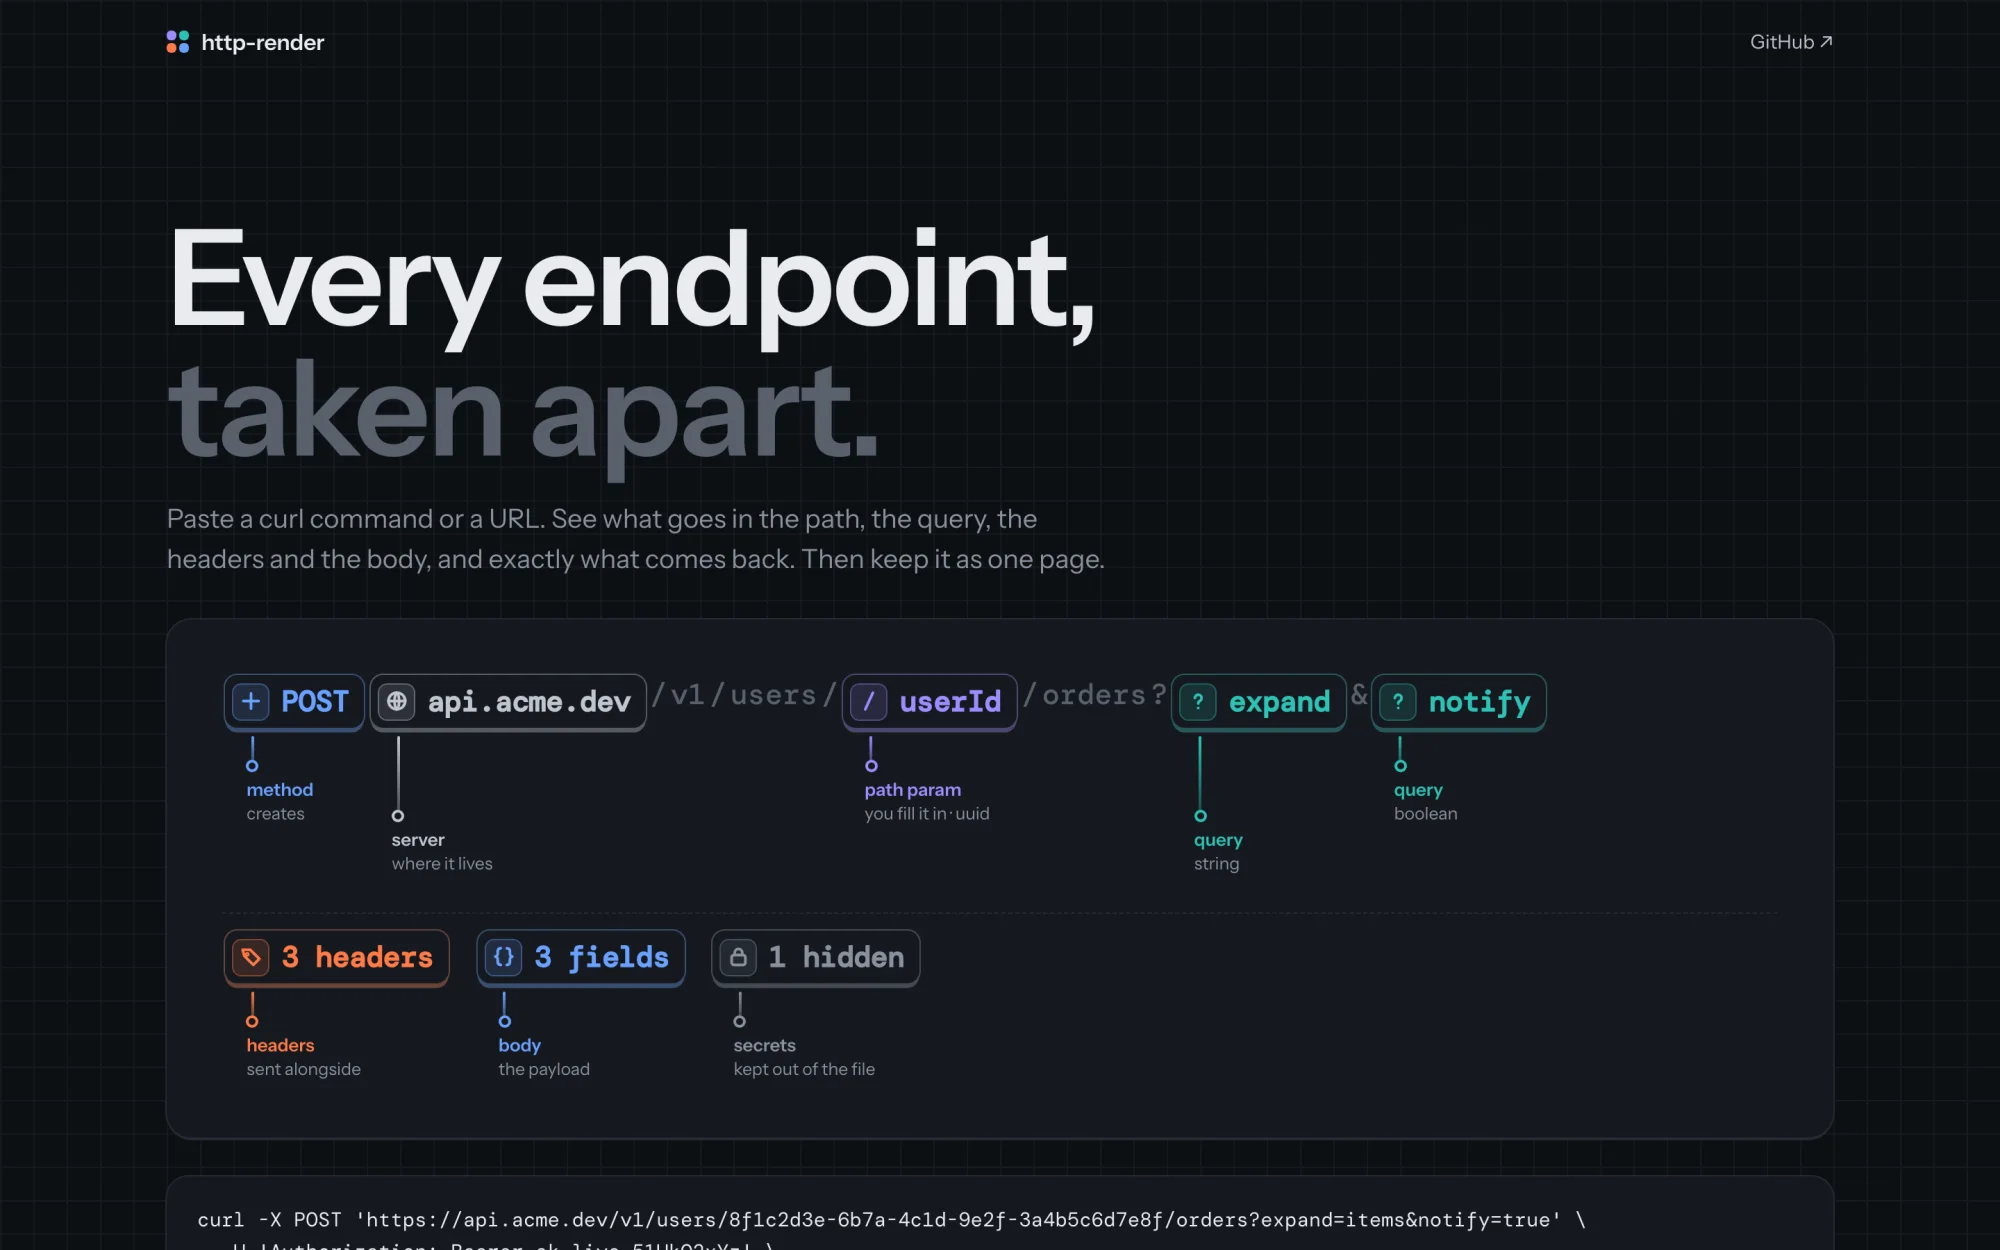 http-render
GitHub ↗
Every endpoint,
taken apart.
Paste a curl command or a URL. See what goes in the path, the query, the
headers and the body, and exactly what comes back. Then keep it as one page.
+ POST api.acme.dev /v1/users/ / userId /orders? ? expand & ? notify
method
creates
server
where it lives
path param
you fill it in · uuid
query
string
query
boolean
3 headers {} 3 fields 1 hidden
headers
sent alongside
body
the payload
secrets
kept out of the file
curl -X POST 'https://api.acme.dev/v1/users/8f1c2d3e-6b7a-4c1d-9e2f-3a4b5c6d7e8f/orders?expand=items&notify=true' \